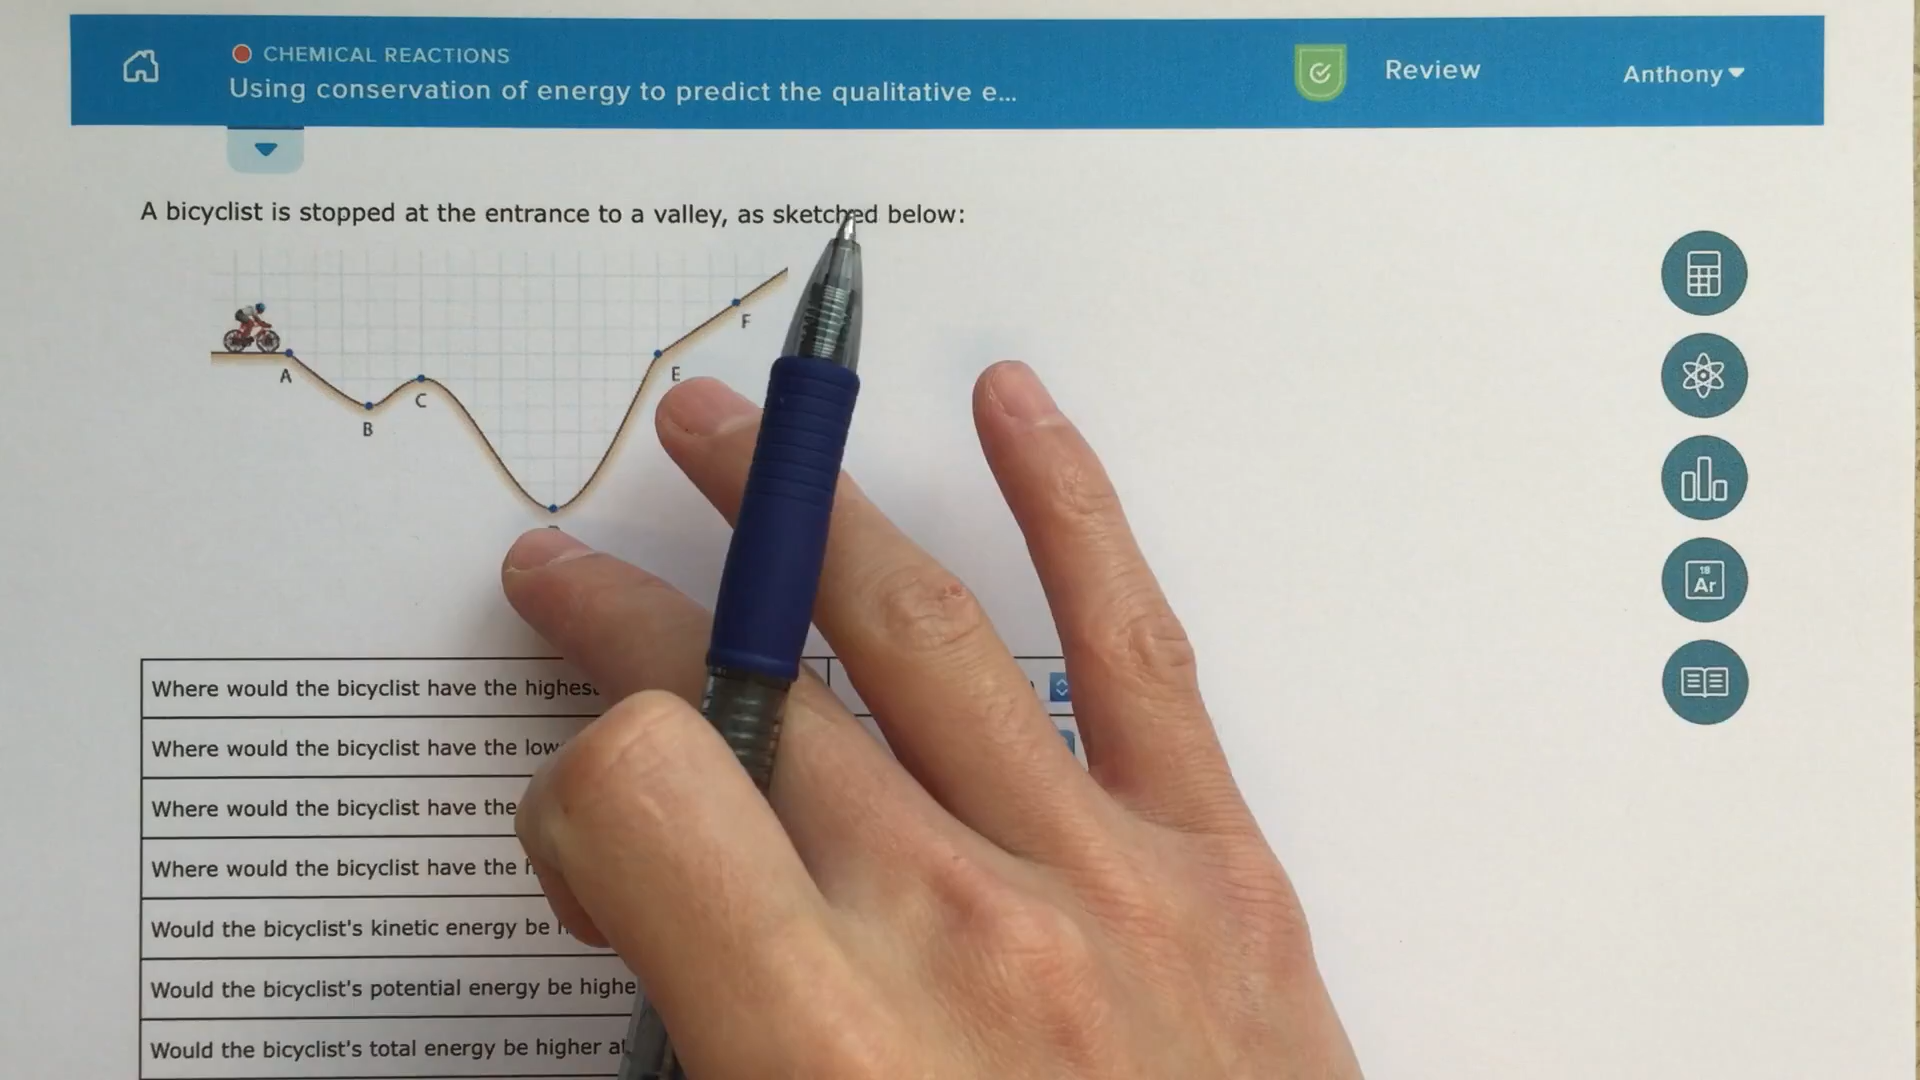 CHEMICAL REACTIONS
Using conservation of energy to predict the qualitative e...
Review
Anthony
A bicyclist is stopped at the entrance to a valley, as sketched below:
A
B
C
E
F
18
Ar
Where would the bicyclist have the
Where would the bicyclist have the
Where would the bicyclist have the
Where would the bicyclist have the
Would the bicyclist's kinetic energy be
Would the bicyclist's potential energy be
Would the bicyclist's total energy be higher at